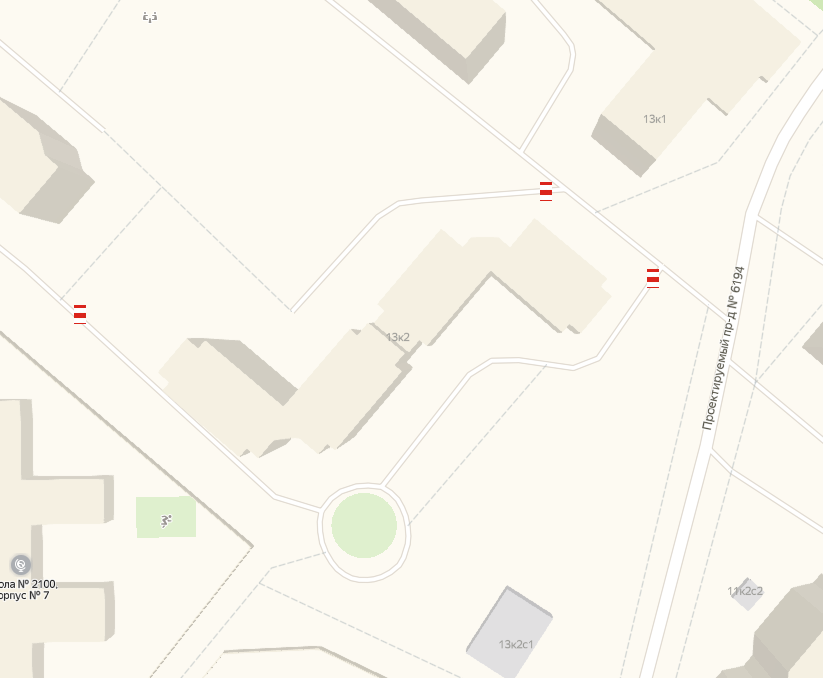 13к1
13к2
Проектируемый пр-д № 6194
ола № 2100,
орпус № 7
11к2с2
13к2с1